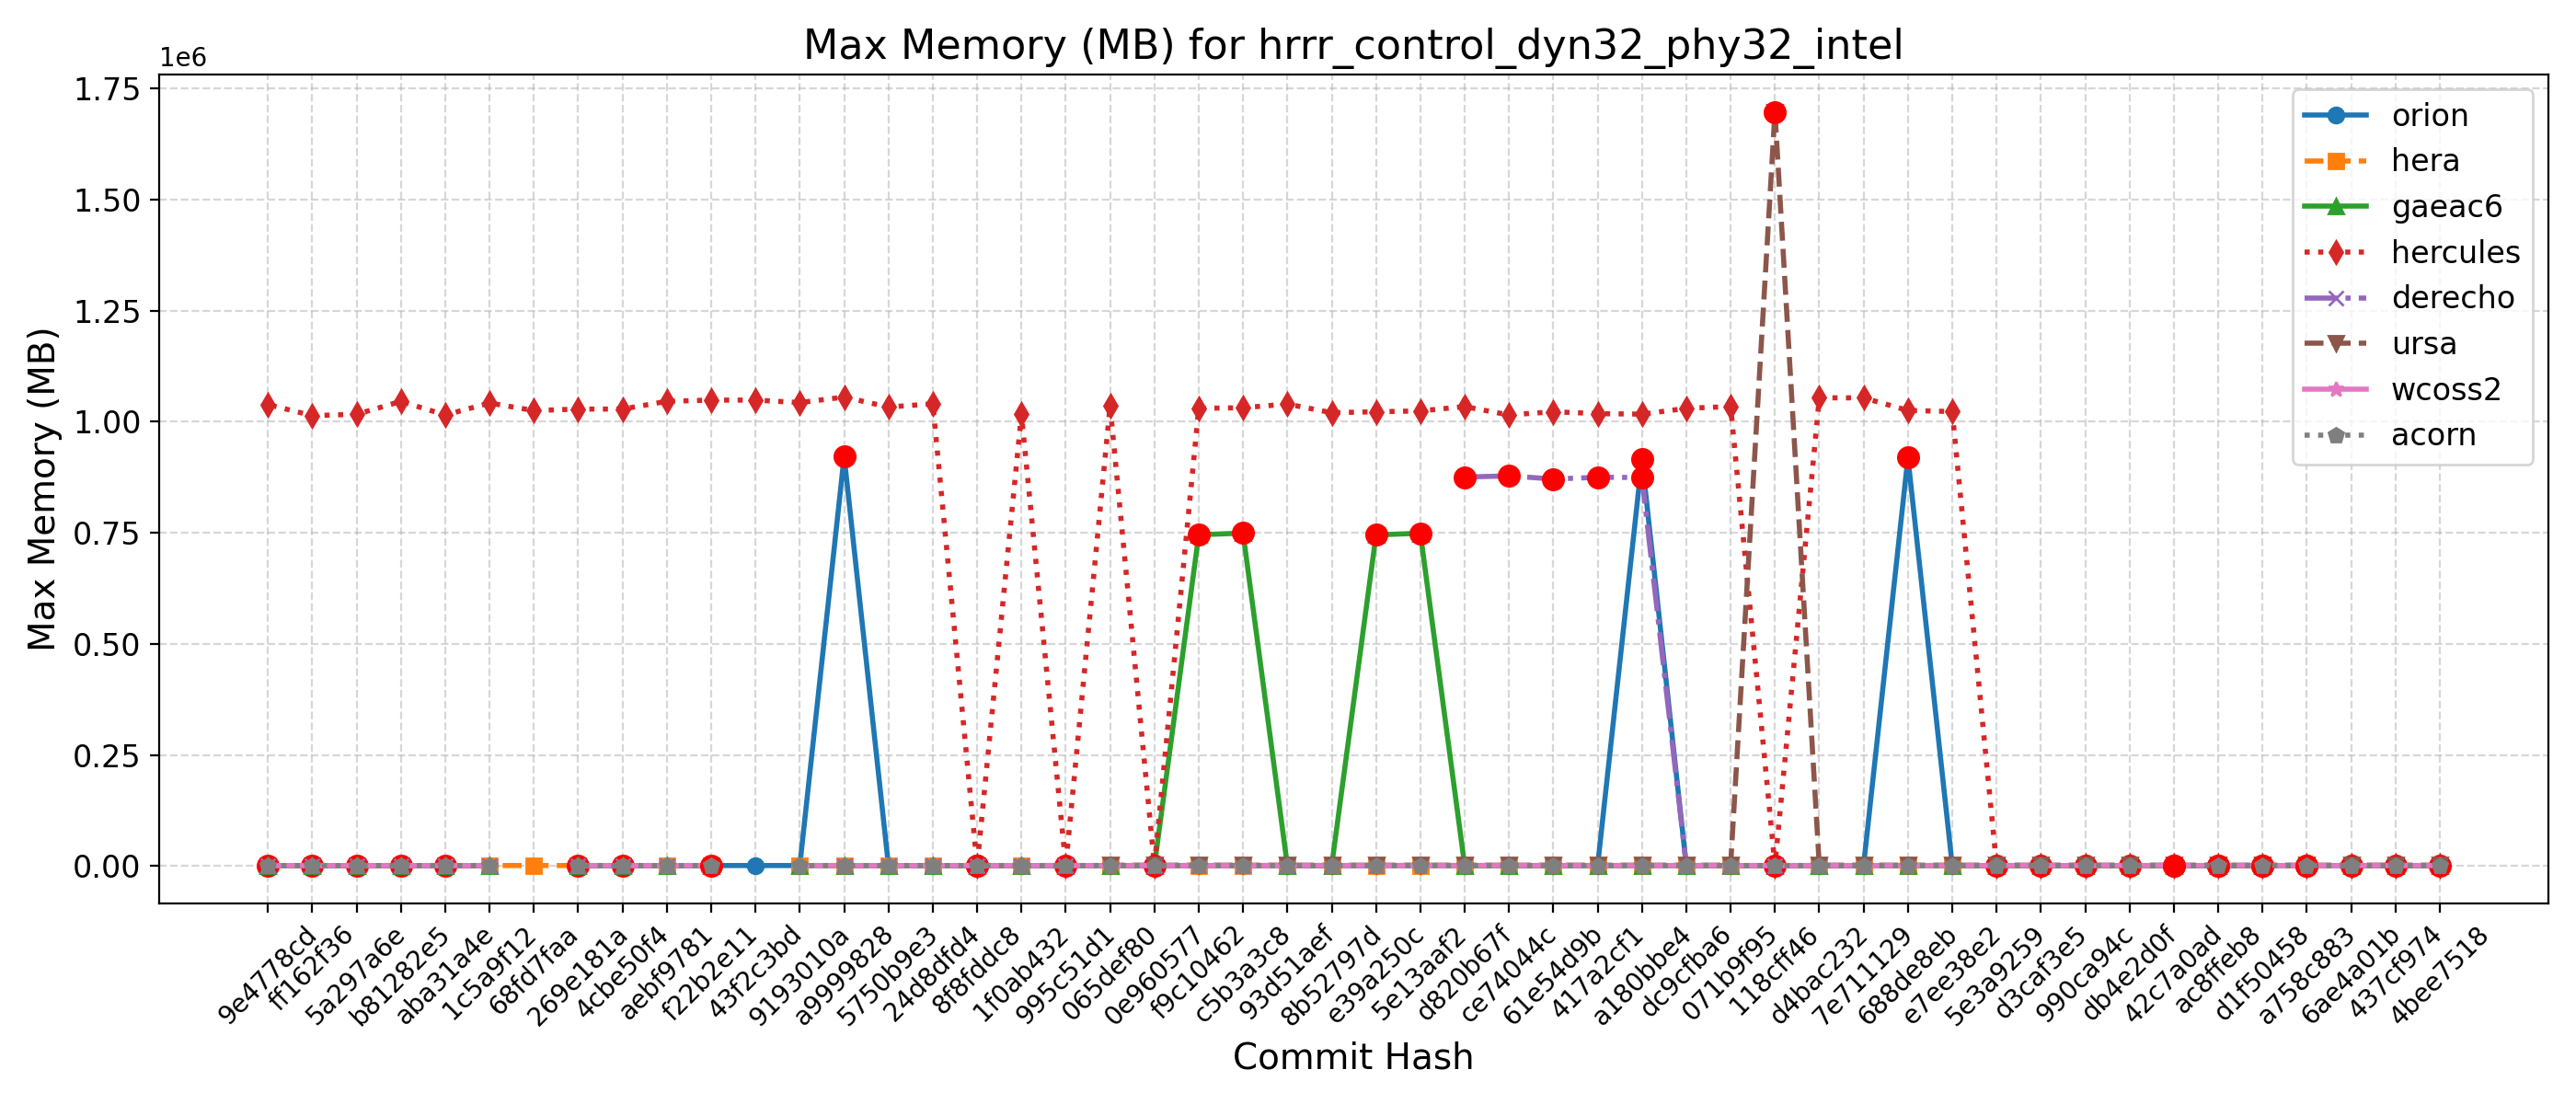 Max Memory (MB) for hrrr_control_dyn32_phy32_intel
1e6
1.75
1.50
1.25
1.00
0.75
0.50
0.25
0.00
Max Memory (MB)
orion
hera
gaeac6
hercules
derecho
ursa
wcoss2
acorn
9e4778cd
ff162f36
5a297a6e
b81282e5
aba31a4e
1c5a9f12
68fd7faa
269e181a
4cbe50f4
aebf9781
f22b2e11
43f2c3bd
9193010a
a9999828
5750b9e3
24d8dfd4
8f8fddc8
1f0ab432
995c51d1
065def80
0e960577
f9c10462
c5b3a3c8
93d51aef
8b52797d
e39a250c
5e13aaf2
d820b67f
ce74044c
61e54d9b
417a2cf1
a180bbe4
dc9cfba6
071b9f95
118cff46
d4bac232
7e711129
688de8eb
e7ee38e2
5e3a9259
d3caf3e5
990ca94c
db4e2d0f
42c7a0ad
ac8ffeb8
d1f50458
a758c883
6ae4a01b
437cf974
4bee7518
Commit Hash